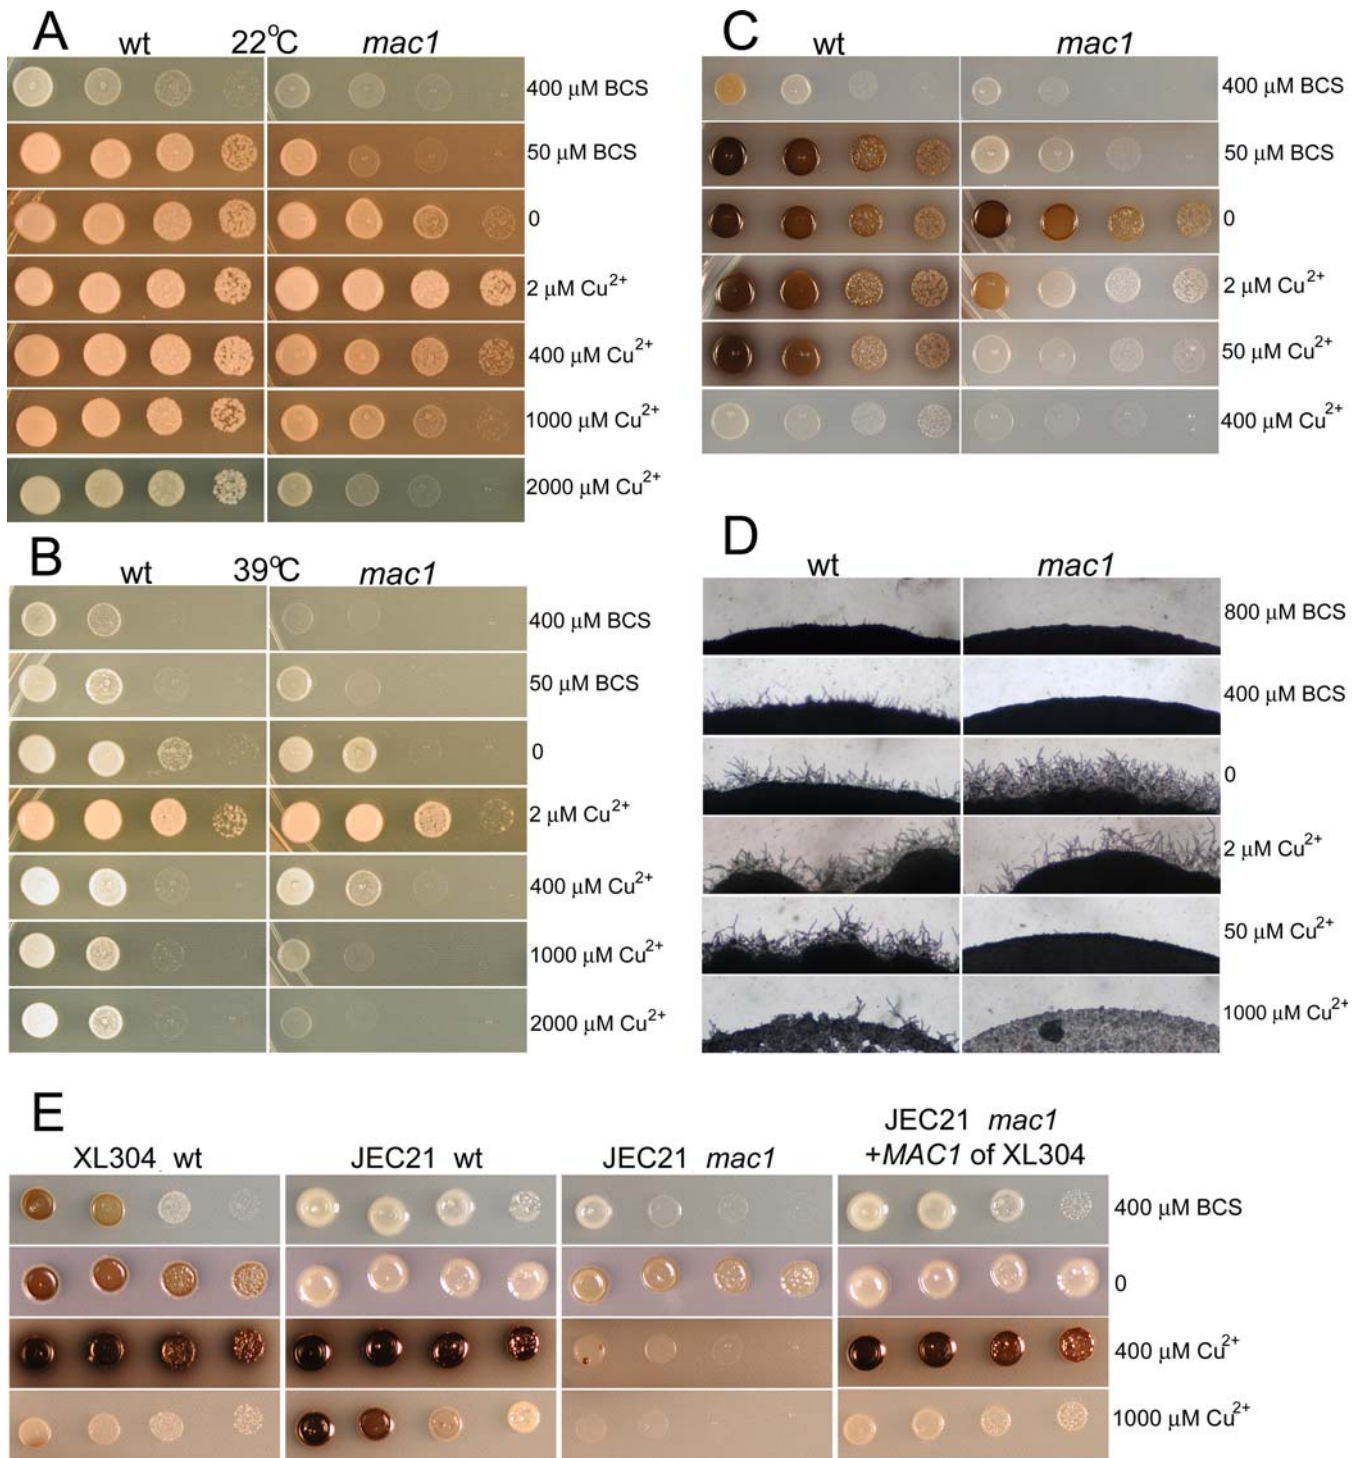 A
wt 22°C mac1
400 μM BCS
50 μM BCS
0
2 μM Cu²⁺
400 μM Cu²⁺
1000 μM Cu²⁺
2000 μM Cu²⁺
B
wt 39°C mac1
400 μM BCS
50 μM BCS
0
2 μM Cu²⁺
400 μM Cu²⁺
1000 μM Cu²⁺
2000 μM Cu²⁺
C
wt mac1
400 μM BCS
50 μM BCS
0
2 μM Cu²⁺
50 μM Cu²⁺
400 μM Cu²⁺
D
wt mac1
800 μM BCS
400 μM BCS
0
2 μM Cu²⁺
50 μM Cu²⁺
1000 μM Cu²⁺
E
XL304 wt
JEC21 wt
JEC21 mac1
JEC21 mac1
+MAC1 of XL304
400 μM BCS
0
400 μM Cu²⁺
1000 μM Cu²⁺